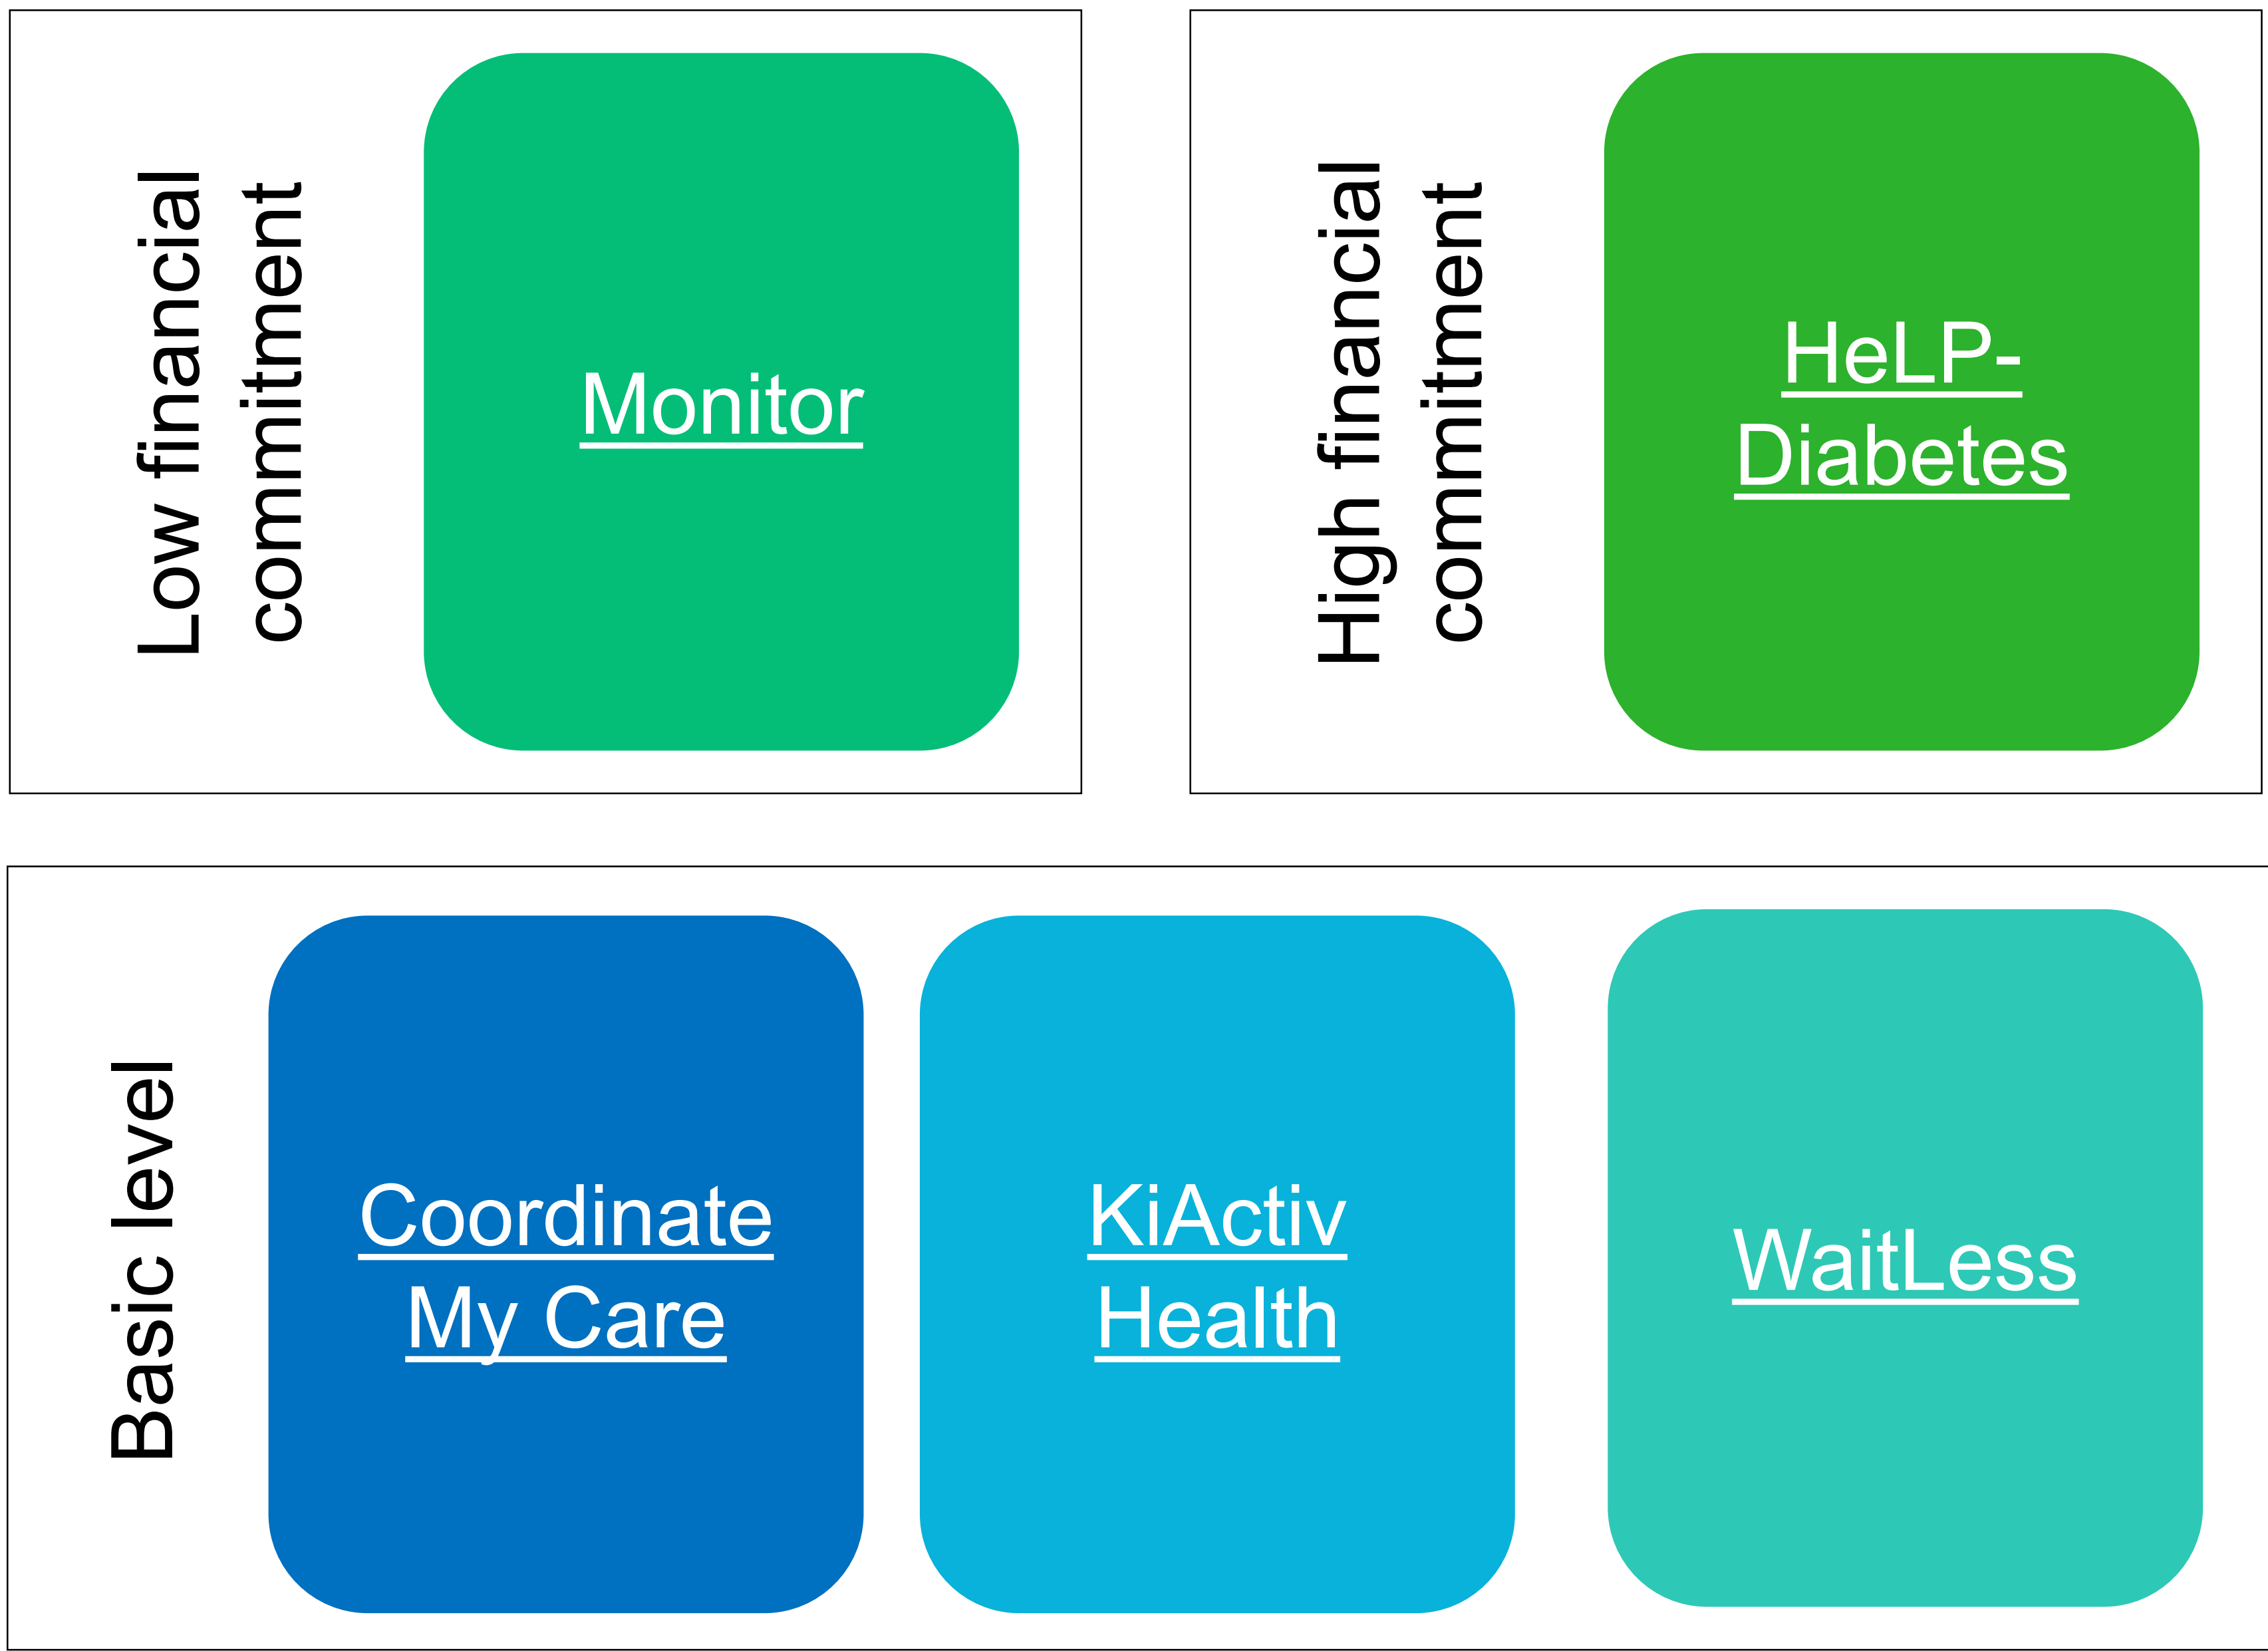 Low financial
commitment
Monitor
High financial
commitment
HeLP-
Diabetes
Basic level
Coordinate
My Care
KiActiv
Health
WaitLess